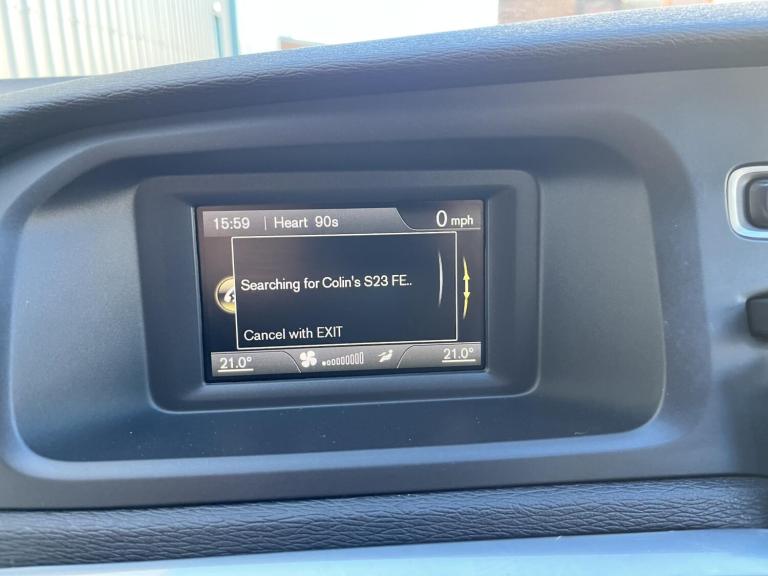 15:59 | Heart 90s 0 mph
Searching for Colin's S23 FE..
Cancel with EXIT
21.0° 21.0°